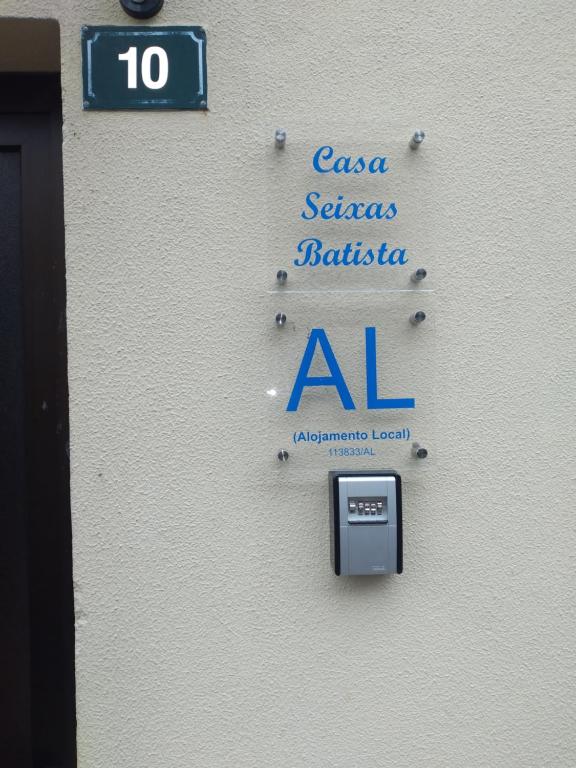 10
Casa
Seixas
Batista
AL
(Alojamento Local)
113833/AL